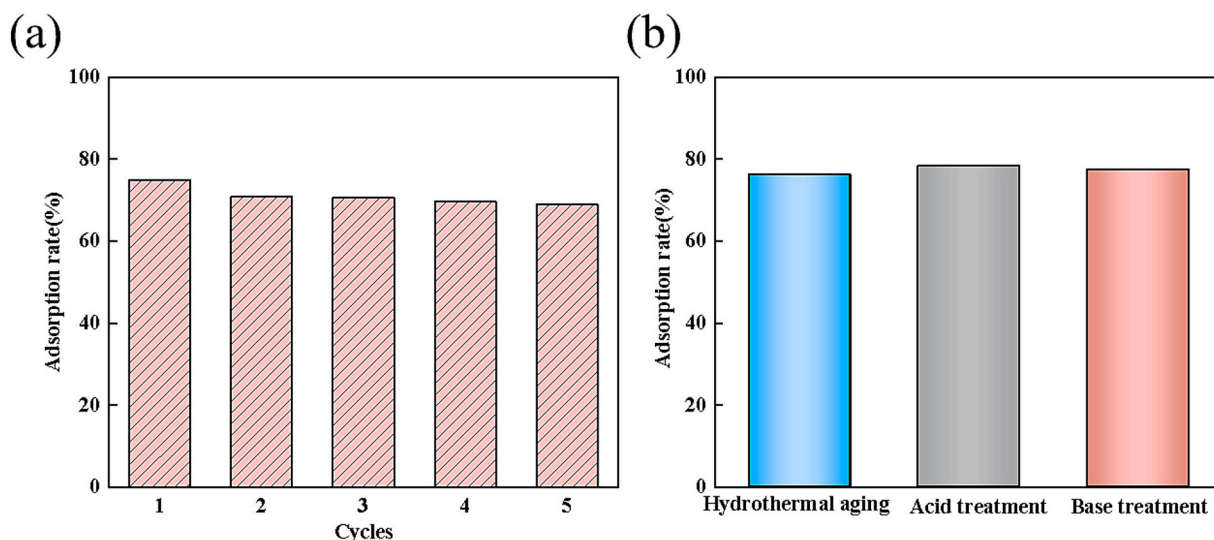 (a)
100
80
60
40
20
0
Adsorption rate(%)
1 2 3 4 5
Cycles
(b)
100
80
60
40
20
0
Adsorption rate(%)
Hydrothermal aging Acid treatment Base treatment